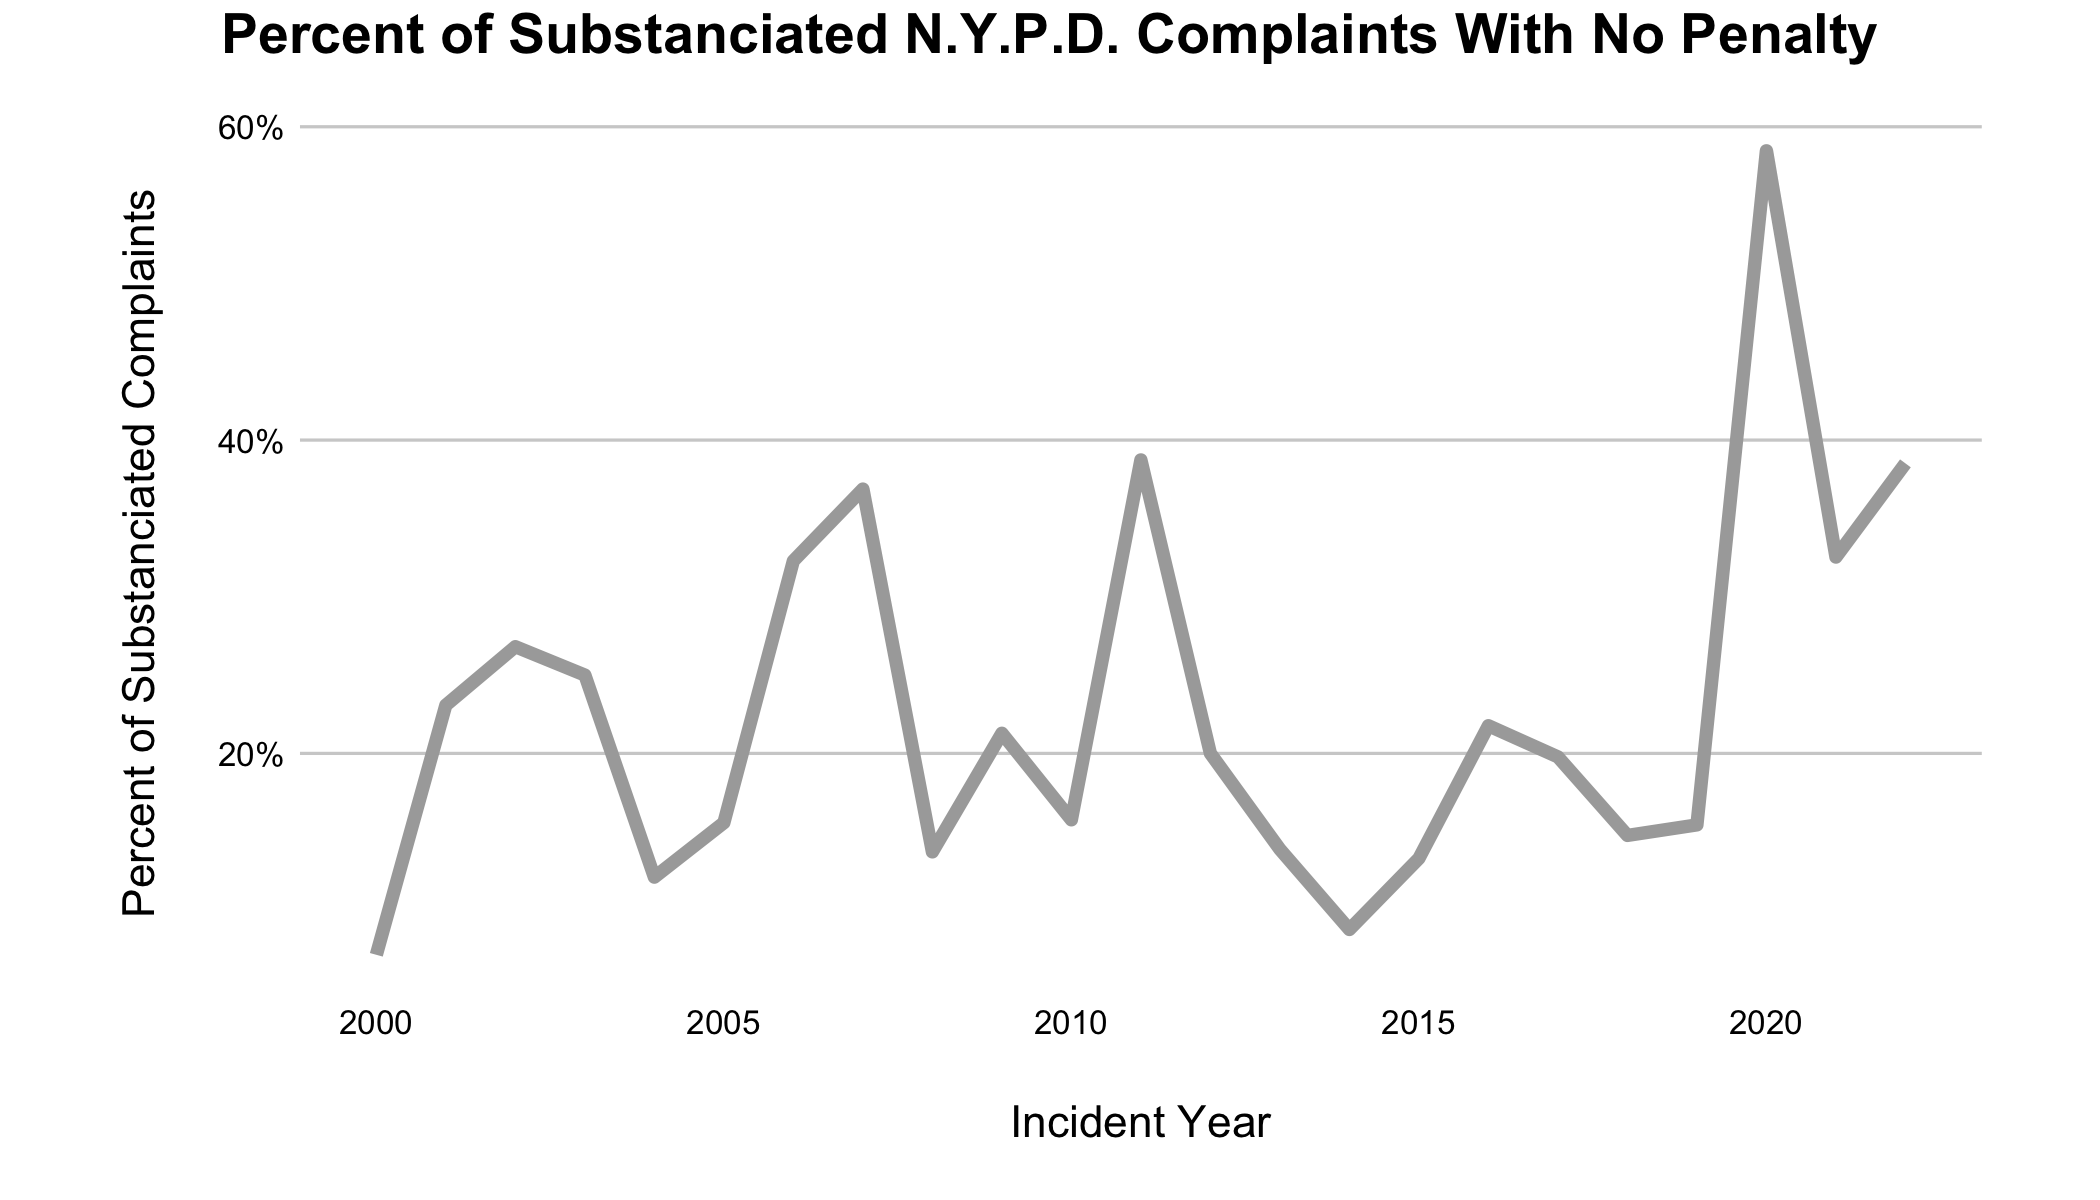 Percent of Substanciated N.Y.P.D. Complaints With No Penalty
60%
40%
20%
Percent of Substanciated Complaints
2000
2005
2010
2015
2020
Incident Year